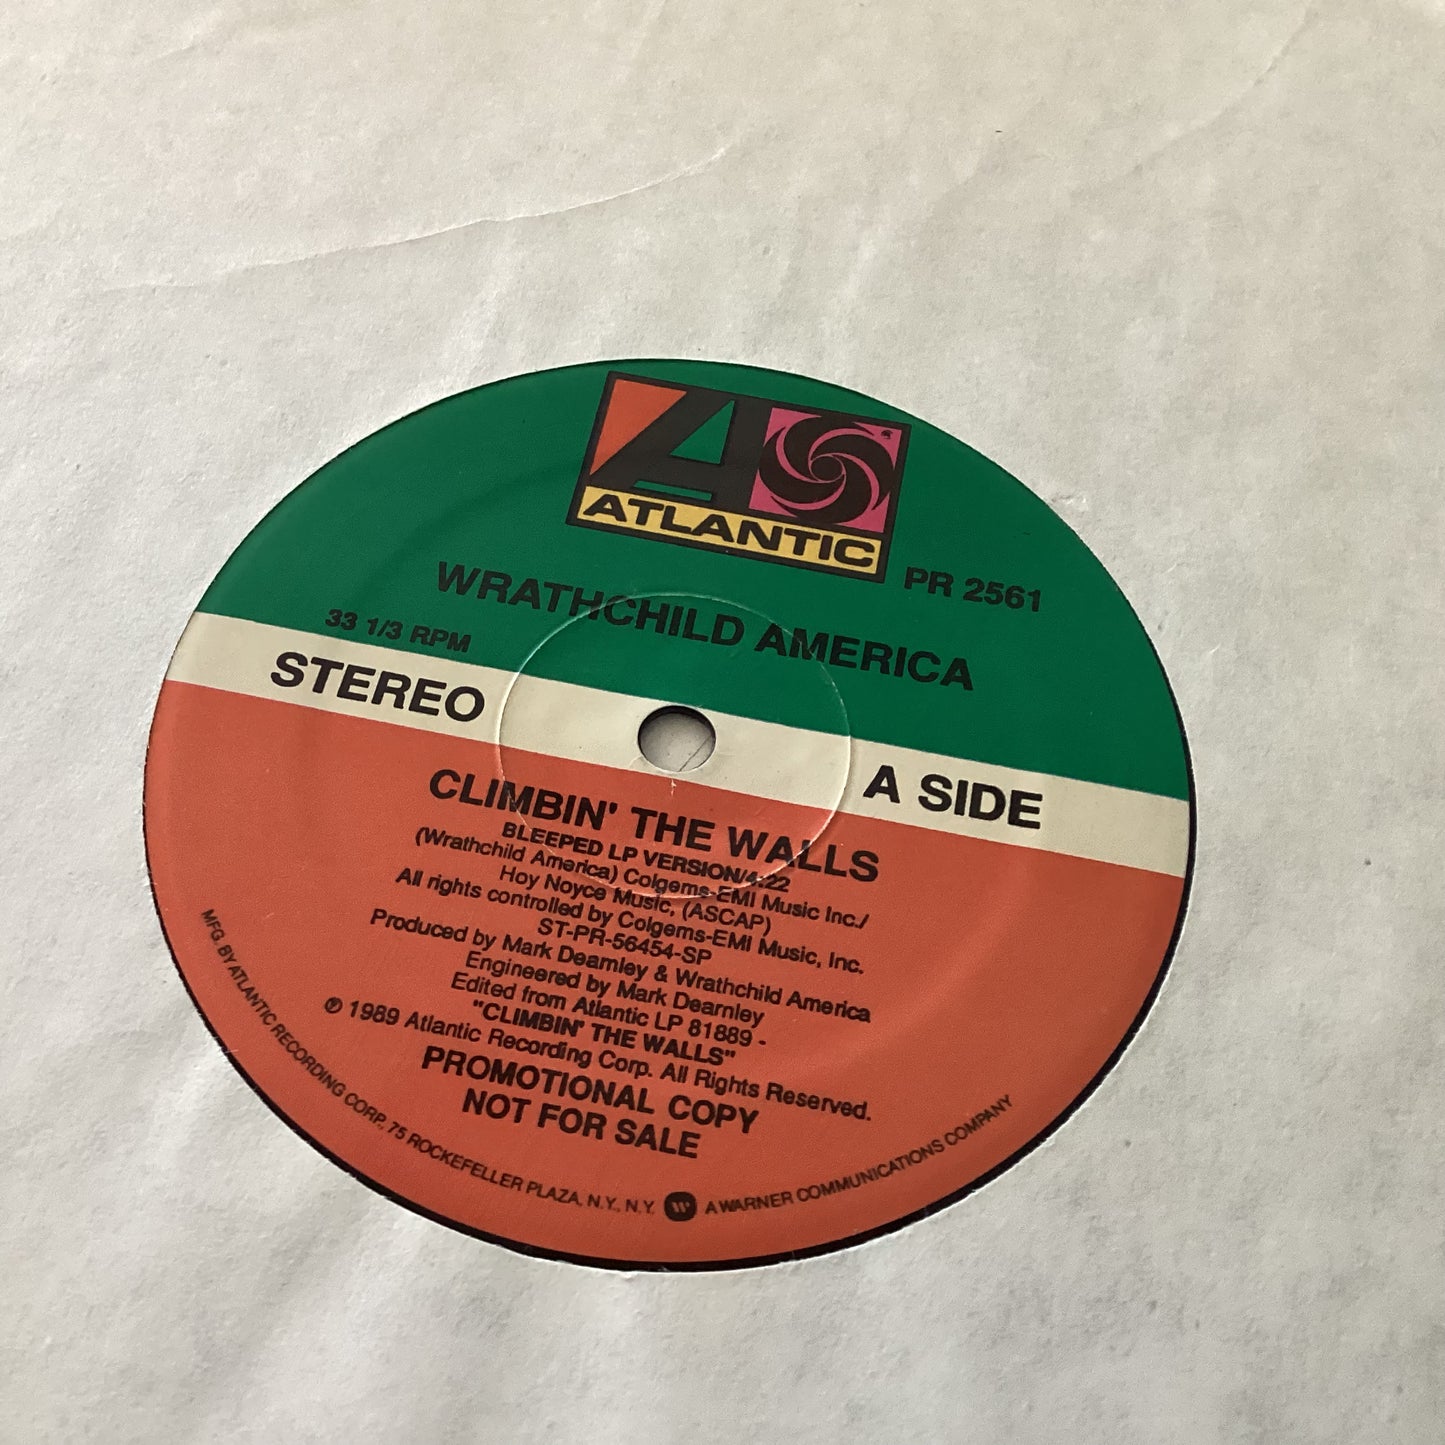 ATLANTIC
PR 2561
WRATHCHILD AMERICA
33 1/3 RPM
STEREO
A SIDE
CLIMBIN' THE WALLS
BLEEPED LP VERSION/4:22
(Wrathchild America) Colgems-EMI Music Inc./
Hoy Noyce Music, (ASCAP)
All rights controlled by Colgems-EMI Music, Inc.
ST-PR-56454-SP
Produced by Mark Dearnley & Wrathchild America
Engineered by Mark Dearnley
Edited from Atlantic LP 81889 -
"CLIMBIN' THE WALLS"
℗ 1989 Atlantic Recording Corp. All Rights Reserved.
PROMOTIONAL COPY
NOT FOR SALE
MFG. BY ATLANTIC RECORDING CORP., 75 ROCKEFELLER PLAZA, N.Y., N.Y. A WARNER COMMUNICATIONS COMPANY